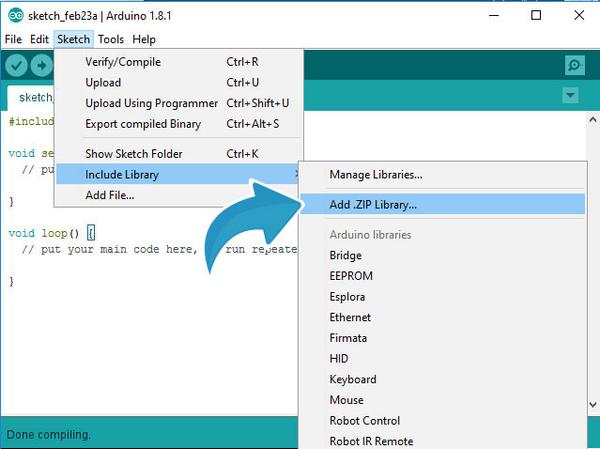 sketch_feb23a | Arduino 1.8.1
File Edit Sketch Tools Help
Verify/Compile Ctrl+R
Upload Ctrl+U
Upload Using Programmer Ctrl+Shift+U
Export compiled Binary Ctrl+Alt+S
Show Sketch Folder Ctrl+K
Include Library
Add File...
Manage Libraries...
Add .ZIP Library...
Arduino libraries
Bridge
EEPROM
Esplora
Ethernet
Firmata
HID
Keyboard
Mouse
Robot Control
Robot IR Remote
sketch_
#includ
void se
// pu
}
void loop() {
// put your main code here, run repeate
}
Done compiling.